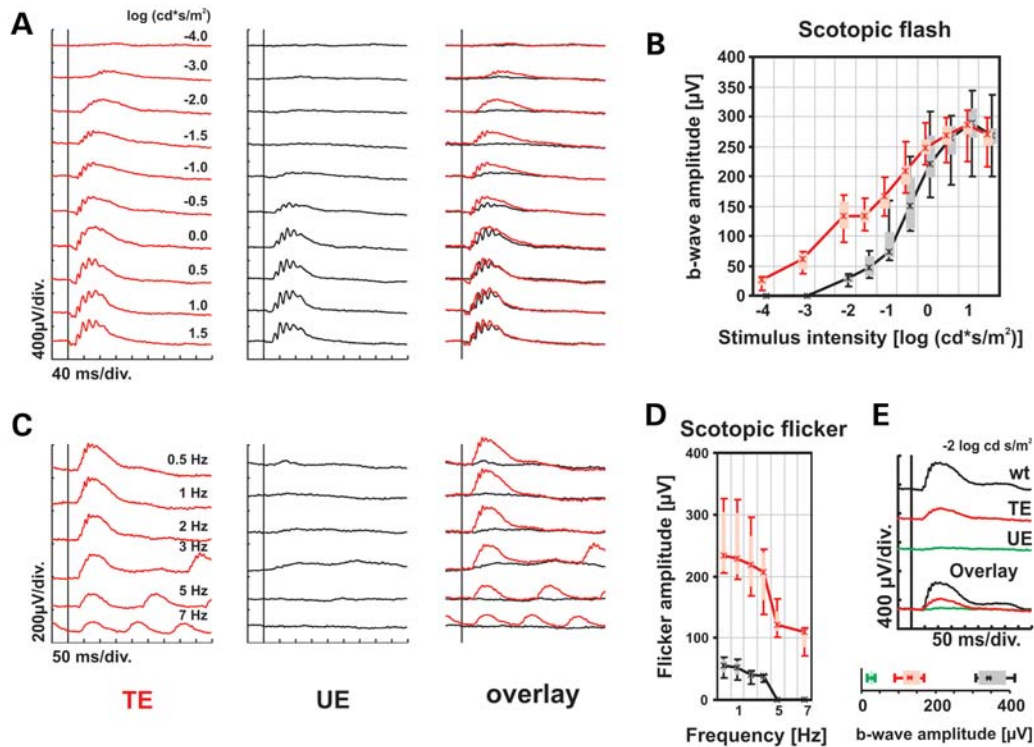 A
log (cd*s/m²)
-4.0
-3.0
-2.0
-1.5
-1.0
-0.5
0.0
0.5
1.0
1.5
400µV/div.
40 ms/div.
B
Scotopic flash
b-wave amplitude [µV]
400
350
300
250
200
150
100
50
0
-4 -3 -2 -1 0 1
Stimulus intensity [log (cd*s/m²)]
C
0.5 Hz
1 Hz
2 Hz
3 Hz
5 Hz
7 Hz
200µV/div.
50 ms/div.
TE
UE
overlay
D
Scotopic flicker
Flicker amplitude [µV]
400
300
200
100
0
1 5 7
Frequency [Hz]
E
-2 log cd s/m²
wt
TE
UE
Overlay
400 µV/div.
50 ms/div.
0 200 400
b-wave amplitude [µV]